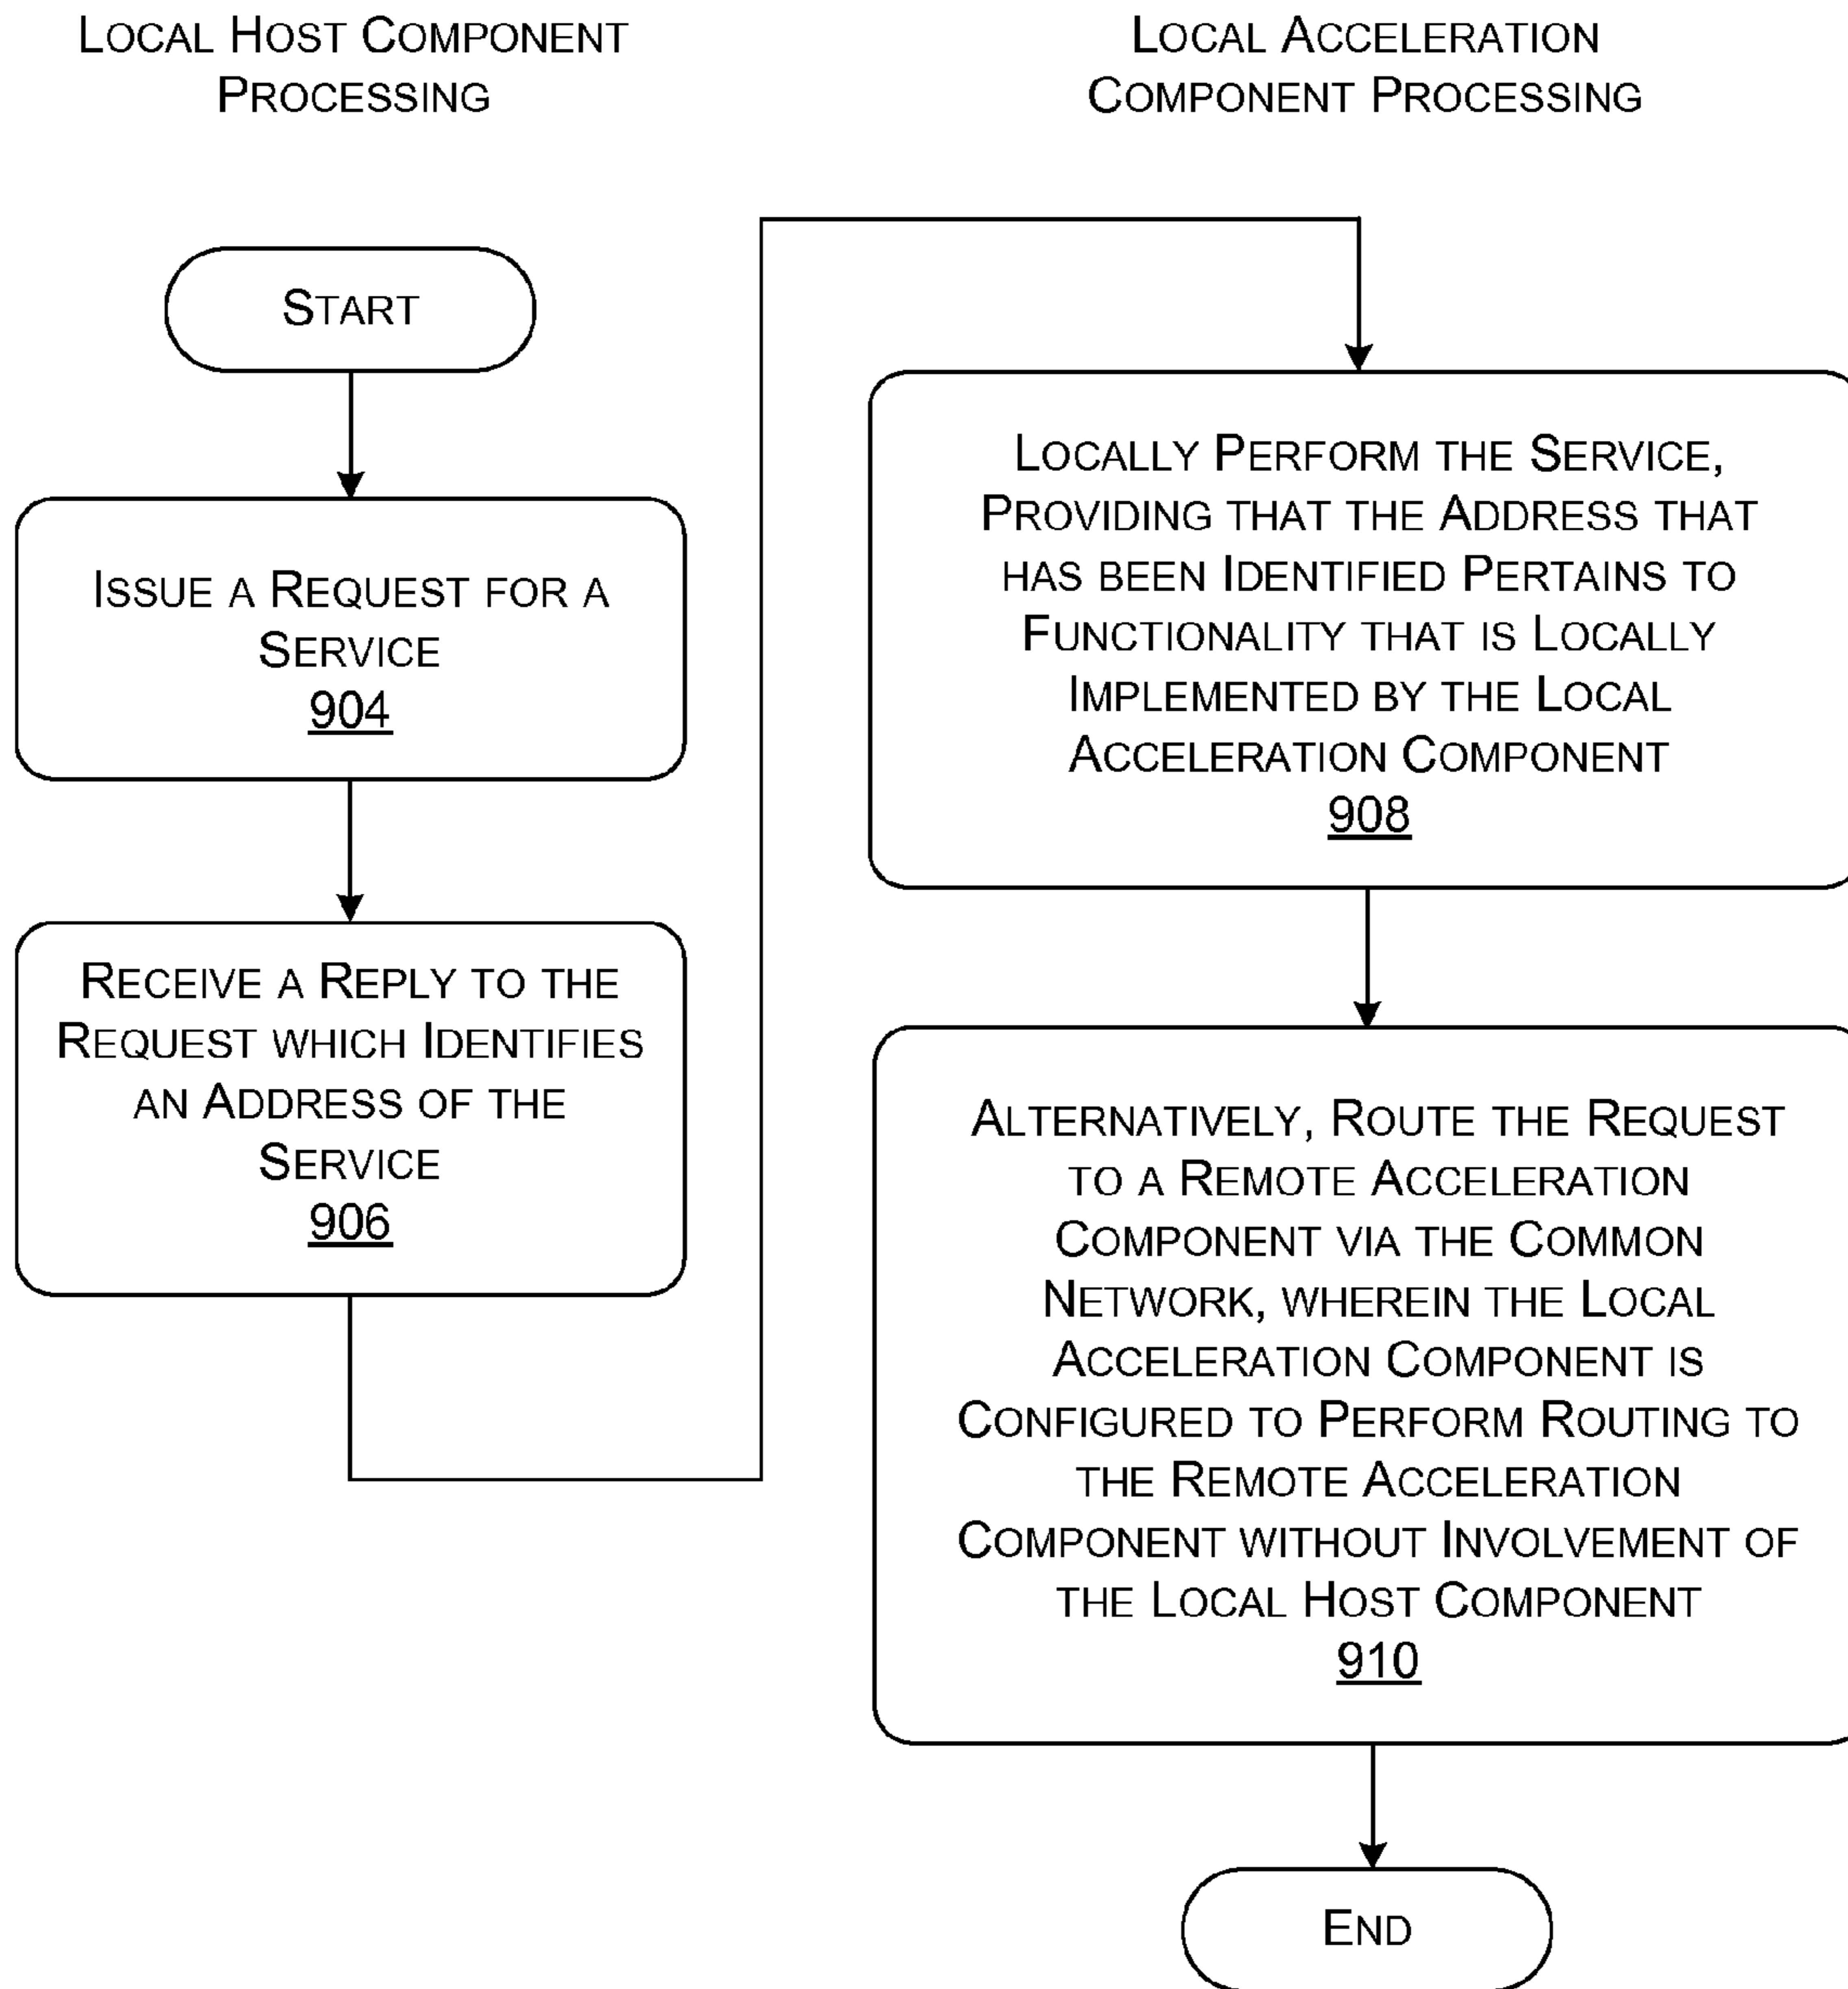 LOCAL HOST COMPONENT
PROCESSING
START
ISSUE A REQUEST FOR A
SERVICE
904
RECEIVE A REPLY TO THE
REQUEST WHICH IDENTIFIES
AN ADDRESS OF THE
SERVICE
906
LOCAL ACCELERATION
COMPONENT PROCESSING
LOCALLY PERFORM THE SERVICE,
PROVIDING THAT THE ADDRESS THAT
HAS BEEN IDENTIFIED PERTAINS TO
FUNCTIONALITY THAT IS LOCALLY
IMPLEMENTED BY THE LOCAL
ACCELERATION COMPONENT
908
ALTERNATIVELY, ROUTE THE REQUEST
TO A REMOTE ACCELERATION
COMPONENT VIA THE COMMON
NETWORK, WHEREIN THE LOCAL
ACCELERATION COMPONENT IS
CONFIGURED TO PERFORM ROUTING TO
THE REMOTE ACCELERATION
COMPONENT WITHOUT INVOLVEMENT OF
THE LOCAL HOST COMPONENT
910
END